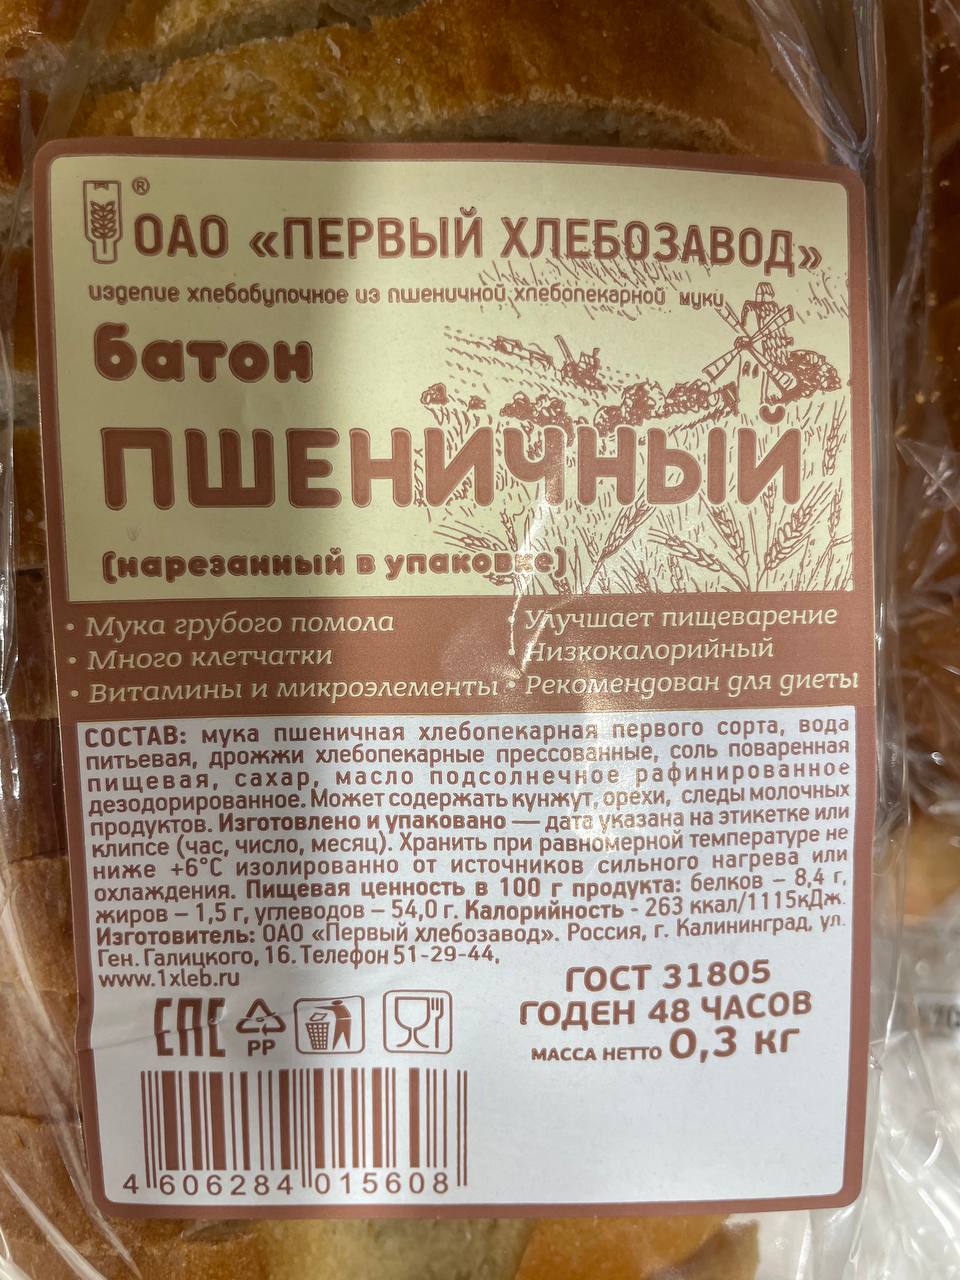 ®
ОАО «ПЕРВЫЙ ХЛЕБОЗАВОД»
изделие хлебобулочное из пшеничной хлебопекарной муки
батон
ПШЕНИЧНЫЙ
(нарезанный в упаковке)
• Мука грубого помола
• Много клетчатки
• Витамины и микроэлементы
• Улучшает пищеварение
• Низкокалорийный
• Рекомендован для диеты
СОСТАВ: мука пшеничная хлебопекарная первого сорта, вода
питьевая, дрожжи хлебопекарные прессованные, соль поваренная
пищевая, сахар, масло подсолнечное рафинированное
дезодорированное. Может содержать кунжут, орехи, следы молочных
продуктов. Изготовлено и упаковано — дата указана на этикетке или
клипсе (час, число, месяц). Хранить при равномерной температуре не
ниже +6°С изолированно от источников сильного нагрева или
охлаждения. Пищевая ценность в 100 г продукта: белков – 8,4 г,
жиров – 1,5 г, углеводов – 54,0 г. Калорийность - 263 ккал/1115кДж.
Изготовитель: ОАО «Первый хлебозавод». Россия, г. Калининград, ул.
Ген. Галицкого, 16. Телефон 51-29-44,
www.1xleb.ru
ГОСТ 31805
ГОДЕН 48 ЧАСОВ
МАССА НЕТТО 0,3 кг
ЕАС
PP
4 606284 015608